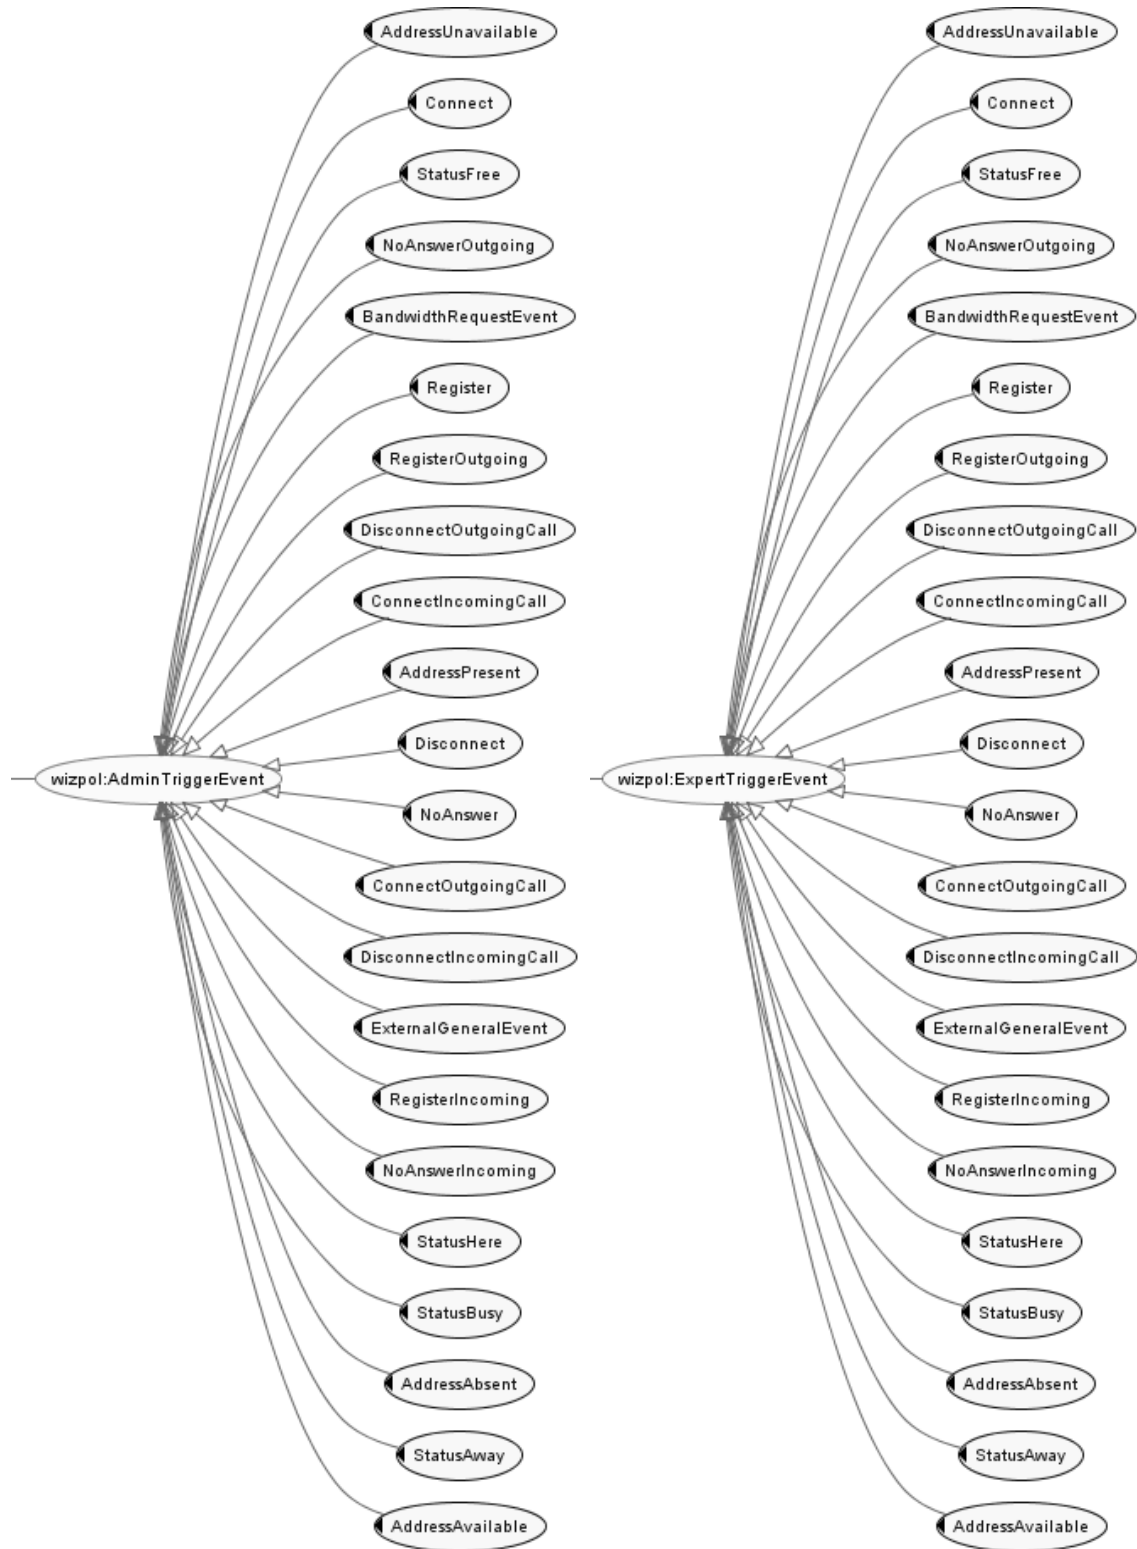 AddressUnavailable
Connect
StatusFree
NoAnswerOutgoing
BandwidthRequestEvent
Register
RegisterOutgoing
DisconnectOutgoingCall
ConnectIncomingCall
AddressPresent
Disconnect
wizpol:AdminTriggerEvent
NoAnswer
ConnectOutgoingCall
DisconnectIncomingCall
ExternalGeneralEvent
RegisterIncoming
NoAnswerIncoming
StatusHere
StatusBusy
AddressAbsent
StatusAway
AddressAvailable
AddressUnavailable
Connect
StatusFree
NoAnswerOutgoing
BandwidthRequestEvent
Register
RegisterOutgoing
DisconnectOutgoingCall
ConnectIncomingCall
AddressPresent
Disconnect
wizpol:ExpertTriggerEvent
NoAnswer
ConnectOutgoingCall
DisconnectIncomingCall
ExternalGeneralEvent
RegisterIncoming
NoAnswerIncoming
StatusHere
StatusBusy
AddressAbsent
StatusAway
AddressAvailable